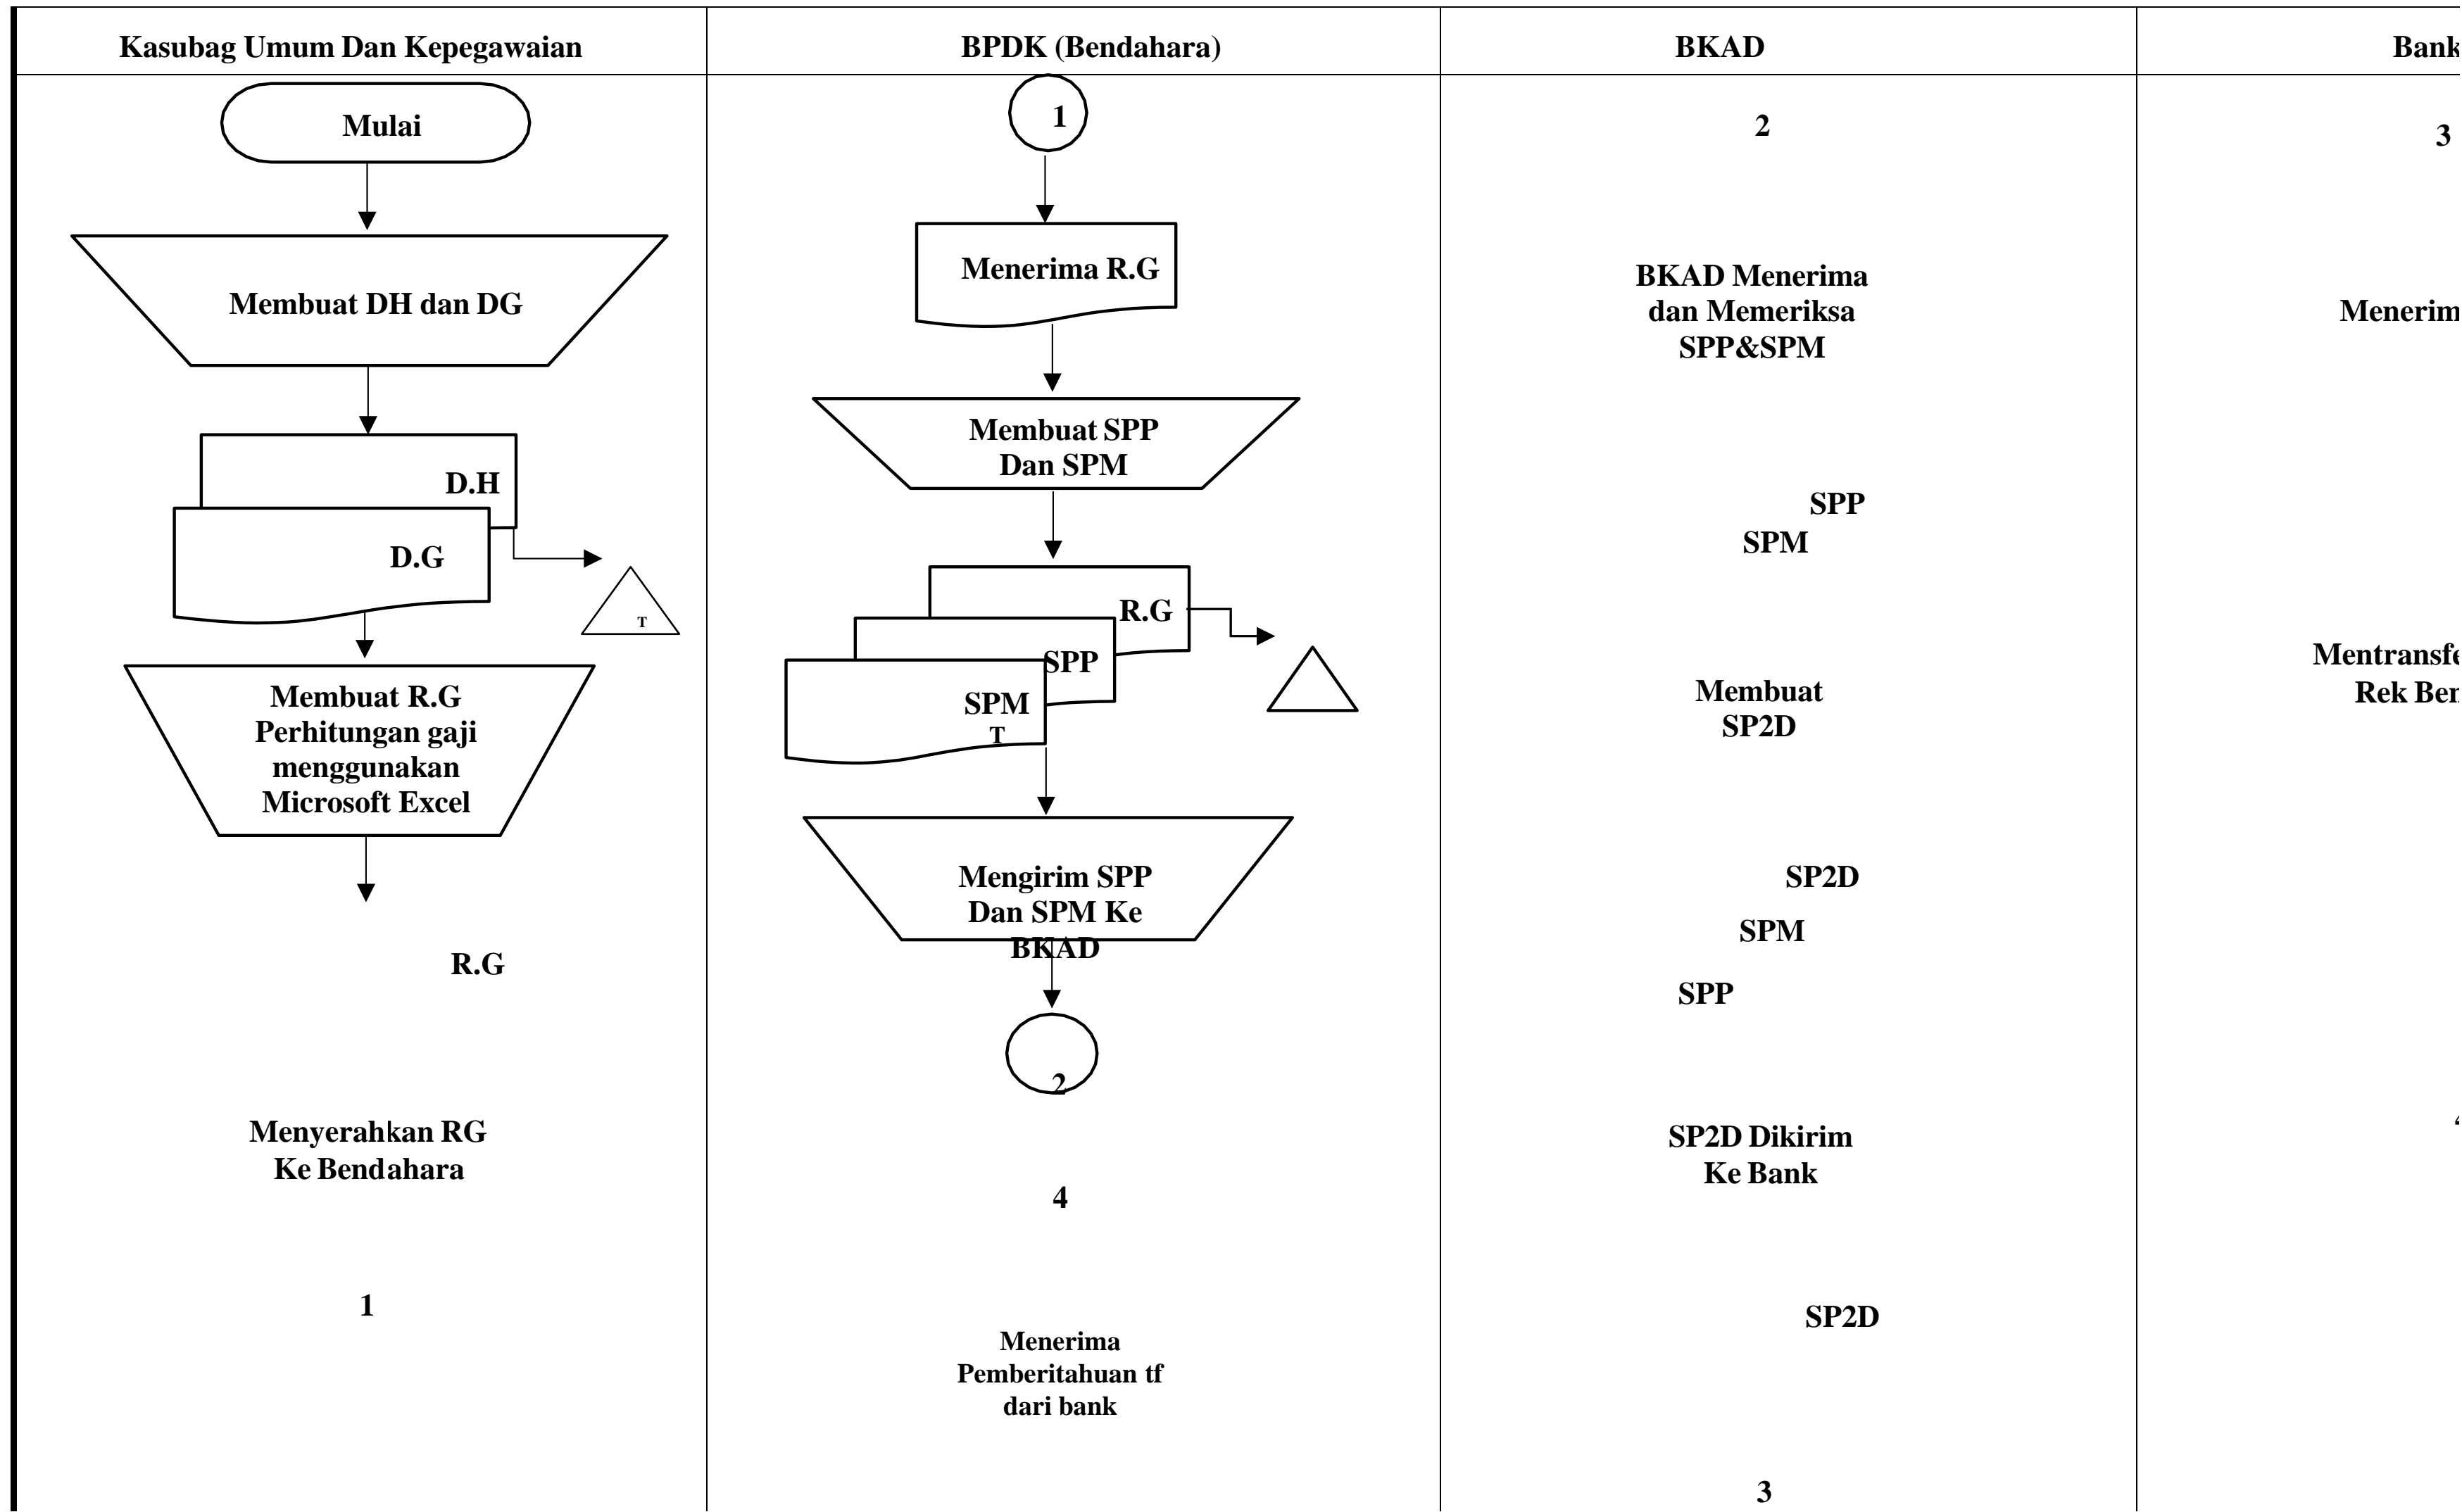 Kasubag Umum Dan Kepegawaian
BPDK (Bendahara)
BKAD
Bank
Mulai
Membuat DH dan DG
D.H
D.G
T
Membuat R.G
Perhitungan gaji
menggunakan
Microsoft Excel
R.G
Menyerahkan RG
Ke Bendahara
1
1
Menerima R.G
Membuat SPP
Dan SPM
R.G
SPP
SPM
T
Mengirim SPP
Dan SPM Ke
BKAD
2
4
Menerima
Pemberitahuan tf
dari bank
2
BKAD Menerima
dan Memeriksa
SPP&SPM
SPP
SPM
Membuat
SP2D
SP2D
SPM
SPP
SP2D Dikirim
Ke Bank
SP2D
3
3
Rek